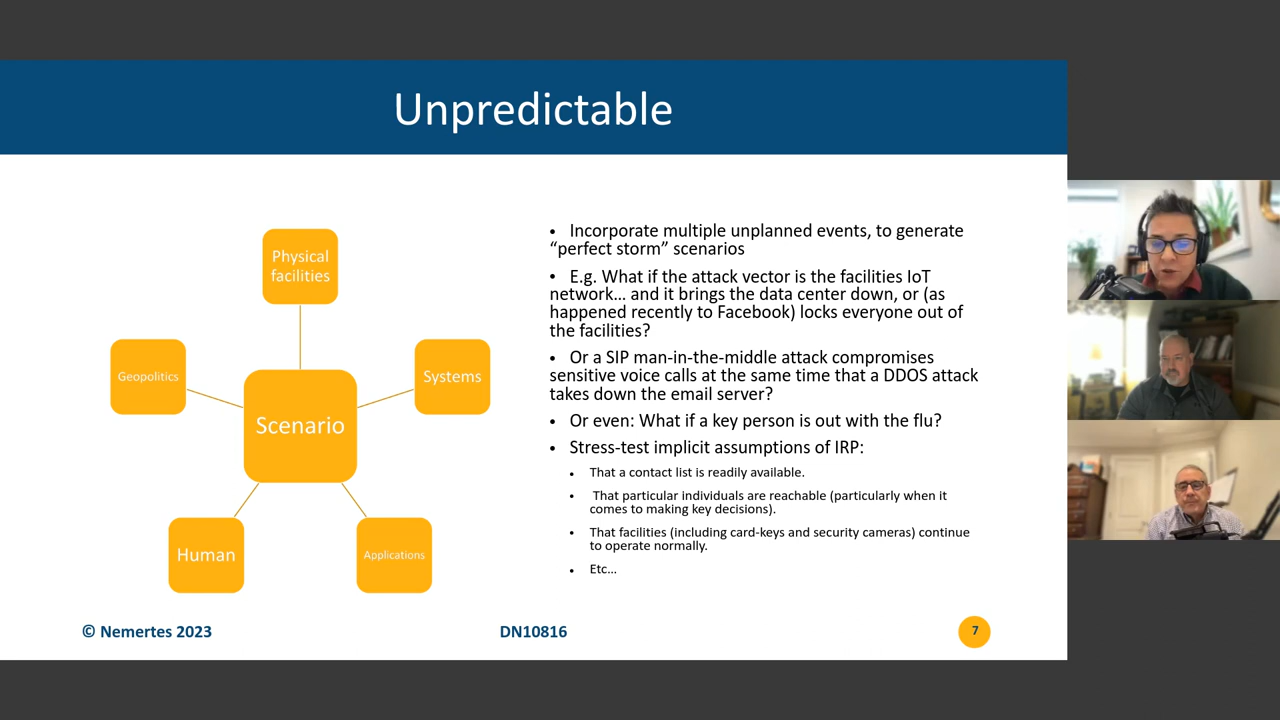 Unpredictable
Physical
facilities
Geopolitics
Systems
Scenario
Human
Applications
• Incorporate multiple unplanned events, to generate
“perfect storm” scenarios
• E.g. What if the attack vector is the facilities IoT
network… and it brings the data center down, or (as
happened recently to Facebook) locks everyone out of
the facilities?
• Or a SIP man-in-the-middle attack compromises
sensitive voice calls at the same time that a DDOS attack
takes down the email server?
• Or even: What if a key person is out with the flu?
• Stress-test implicit assumptions of IRP:
• That a contact list is readily available.
• That particular individuals are reachable (particularly when it
comes to making key decisions).
• That facilities (including card-keys and security cameras) continue
to operate normally.
• Etc…
© Nemertes 2023
DN10816
7